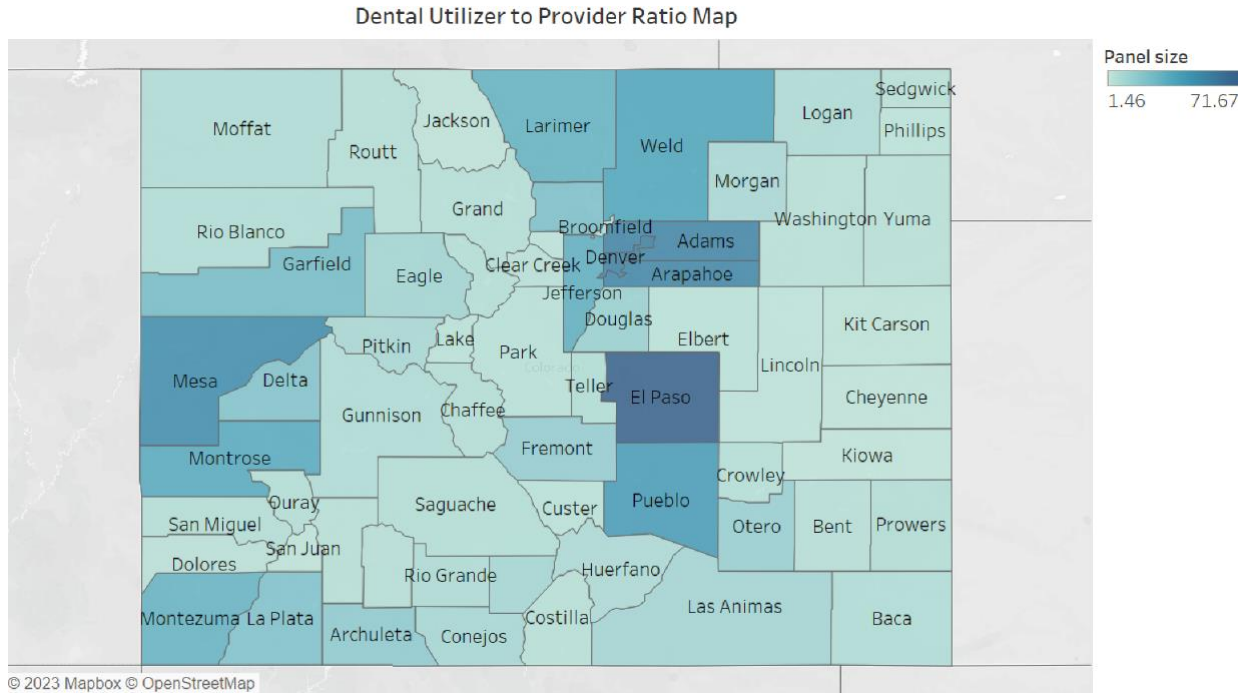 Dental Utilizer to Provider Ratio Map
Panel size
1.46 71.67
Sedgwick
Jackson
Logan
Larimer
Moffat
Phillips
Weld
Routt
Morgan
Grand
Washington Yuma
Rio Blanco
Broomfield
Adams
Denver
Garfield
Clear Creek
Eagle
Arapahoe
Jefferson
Douglas
Kit Carson
Elbert
Lake
Pitkin
Park
Lincoln
Colorado
Mesa
Delta
Teller
El Paso
Cheyenne
Chaffee
Gunnison
Fremont
Kiowa
Montrose
Crowley
Pueblo
Ouray
Saguache
Custer
San Miguel
Otero
Bent
Prowers
San Juan
Dolores
Huerfano
Rio Grande
Las Animas
Montezuma
La Plata
Costilla
Baca
Archuleta
Conejos
© 2023 Mapbox © OpenStreetMap